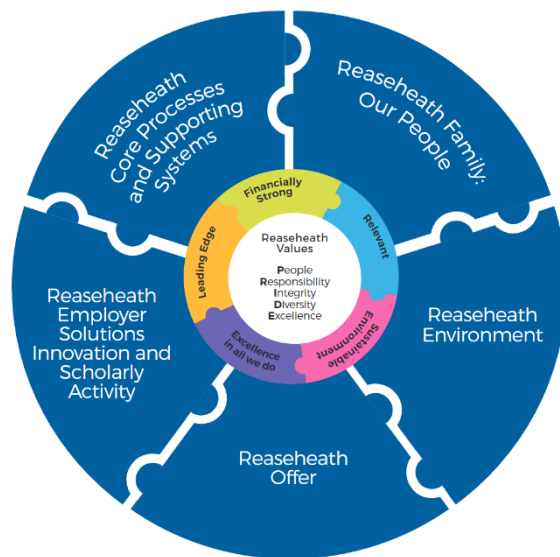 Reaseheath
Core Processes
and Supporting
Systems
Reaseheath Family:
Our People
Financially
Strong
Relevant
Leading Edge
Reaseheath
Values
People
Responsibility
Integrity
Diversity
Excellence
Sustainable
Environment
Excellence
in all we do
Reaseheath
Employer
Solutions
Innovation and
Scholarly
Activity
Reaseheath
Environment
Reaseheath
Offer